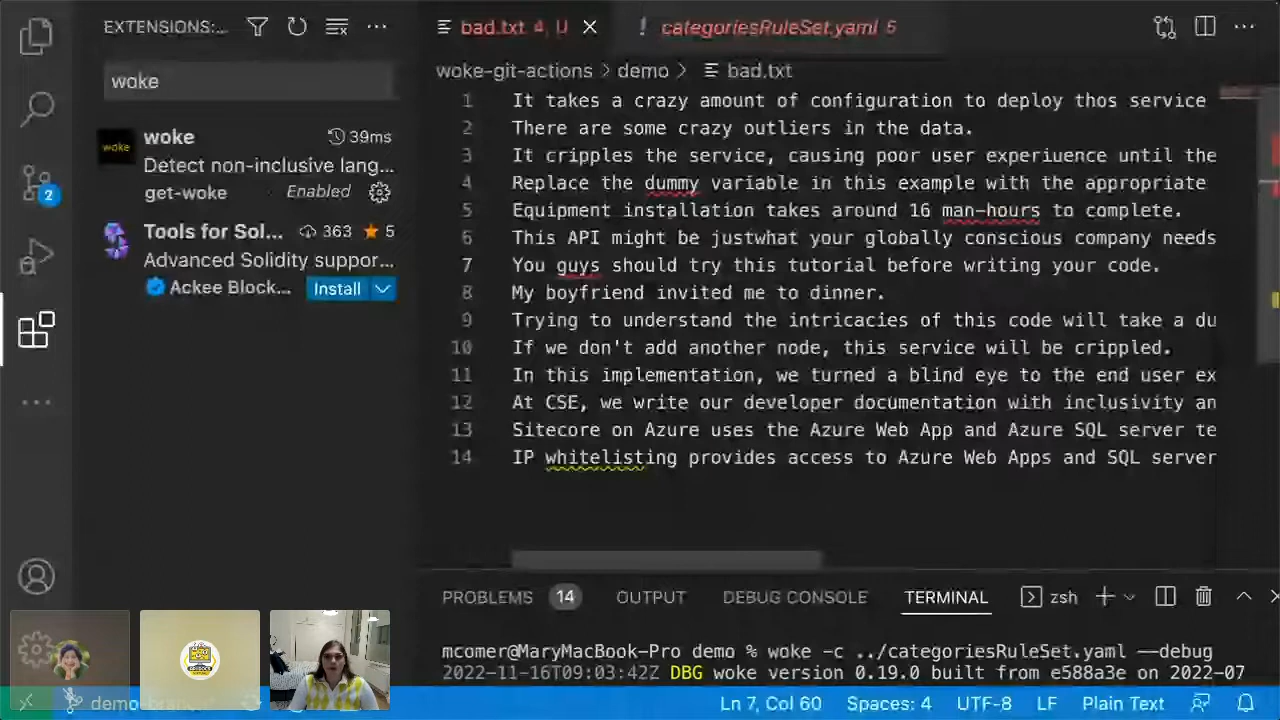 EXTENSIONS:...
woke
woke
39ms
Detect non-inclusive lang...
get-woke
Enabled
2
Tools for Sol...
363
5
Advanced Solidity suppor...
Ackee Block...
Install
bad.txt 4, U
! categoriesRuleSet.yaml 5
woke-git-actions > demo > bad.txt
1 It takes a crazy amount of configuration to deploy thos service
2 There are some crazy outliers in the data.
3 It cripples the service, causing poor user experiuence until the
4 Replace the dummy variable in this example with the appropriate
5 Equipment installation takes around 16 man-hours to complete.
6 This API might be justwhat your globally conscious company needs
7 You guys should try this tutorial before writing your code.
8 My boyfriend invited me to dinner.
9 Trying to understand the intricacies of this code will take a du
10 If we don't add another node, this service will be crippled.
11 In this implementation, we turned a blind eye to the end user ex
12 At CSE, we write our developer documentation with inclusivity an
13 Sitecore on Azure uses the Azure Web App and Azure SQL server te
14 IP whitelisting provides access to Azure Web Apps and SQL server
PROBLEMS 14 OUTPUT DEBUG CONSOLE TERMINAL zsh
mcomer@MaryMacBook-Pro demo % woke -c ../categoriesRuleSet.yaml --debug
2022-11-16T09:03:42Z DBG woke version 0.19.0 built from e588a3e on 2022-07
Ln 7, Col 60 Spaces: 4 UTF-8 LF Plain Text